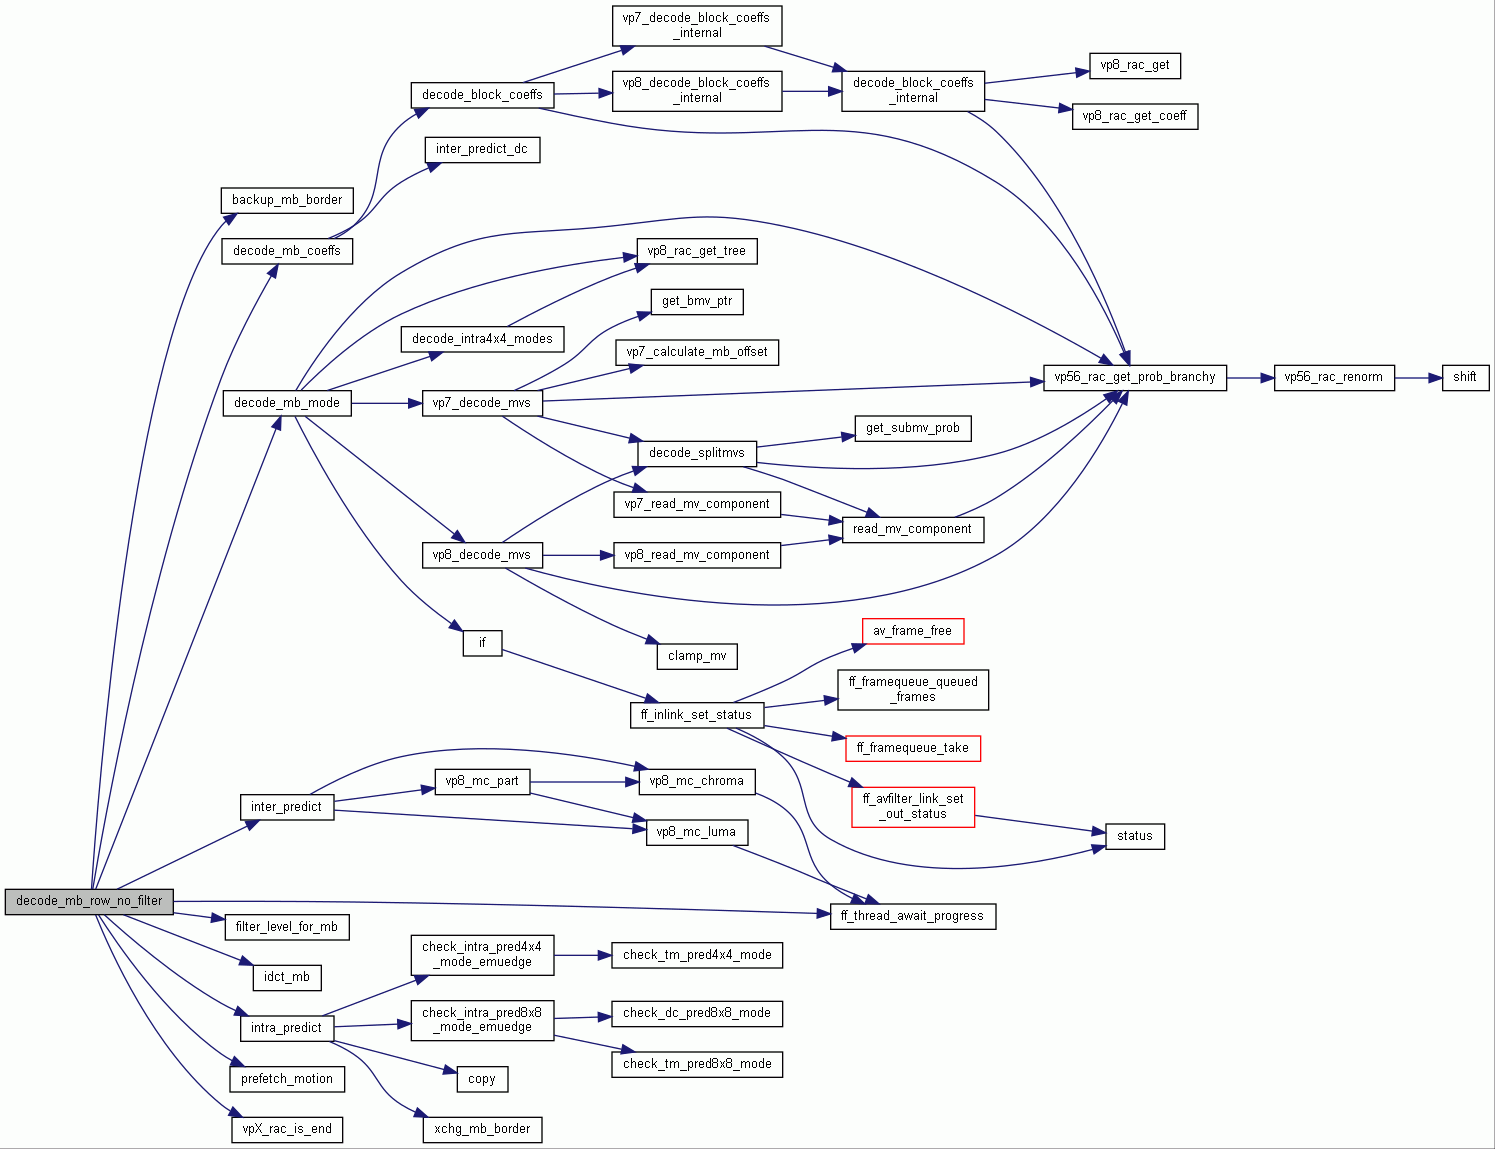 vp7_decode_block_coeffs
_internal
vp8_decode_block_coeffs
_internal
decode_block_coeffs
decode_block_coeffs
_internal
vp8_rac_get
vp8_rac_get_coeff
inter_predict_dc
backup_mb_border
decode_mb_coeffs
vp8_rac_get_tree
get_bmv_ptr
decode_intra4x4_modes
vp7_calculate_mb_offset
vp56_rac_get_prob_branchy
vp56_rac_renorm
shift
decode_mb_mode
vp7_decode_mvs
get_submv_prob
decode_splitmvs
vp7_read_mv_component
read_mv_component
vp8_decode_mvs
vp8_read_mv_component
if
clamp_mv
av_frame_free
ff_framequeue_queued
_frames
ff_inlink_set_status
ff_framequeue_take
vp8_mc_part
vp8_mc_chroma
inter_predict
ff_avfilter_link_set
_out_status
vp8_mc_luma
status
decode_mb_row_no_filter
ff_thread_await_progress
filter_level_for_mb
check_intra_pred4x4
_mode_emuedge
check_tm_pred4x4_mode
idct_mb
intra_predict
check_intra_pred8x8
_mode_emuedge
check_dc_pred8x8_mode
check_tm_pred8x8_mode
prefetch_motion
copy
vpX_rac_is_end
xchg_mb_border